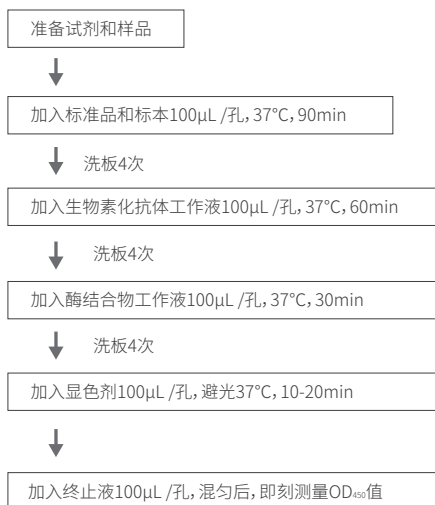 准备试剂和样品
加入标准品和标本100μL /孔，37℃，90min
洗板4次
加入生物素化抗体工作液100μL /孔，37℃，60min
洗板4次
加入酶结合物工作液100μL /孔，37℃，30min
洗板4次
加入显色剂100μL /孔，避光37℃，10-20min
加入终止液100μL /孔，混匀后，即刻测量OD₄₅₀值